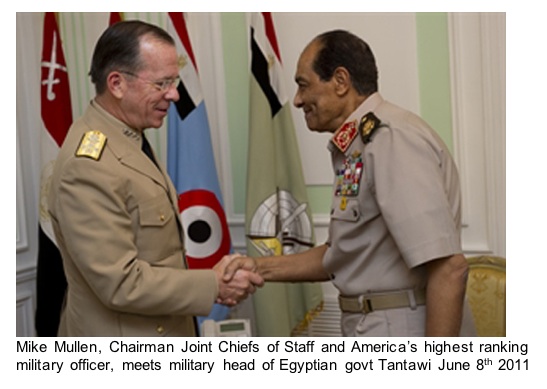 Mike Mullen, Chairman Joint Chiefs of Staff and America's highest ranking
military officer, meets military head of Egyptian govt Tantawi June 8th 2011